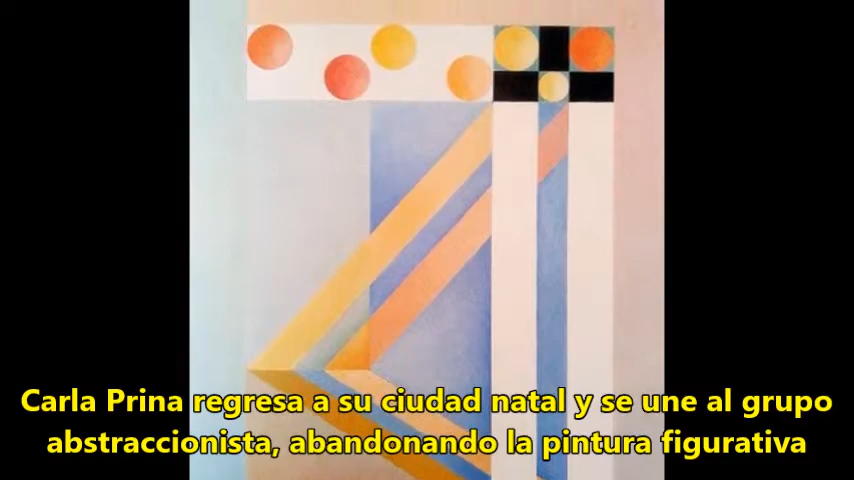 Carla Prina regresa a su ciudad natal y se une al grupo
abstraccionista, abandonando la pintura figurativa